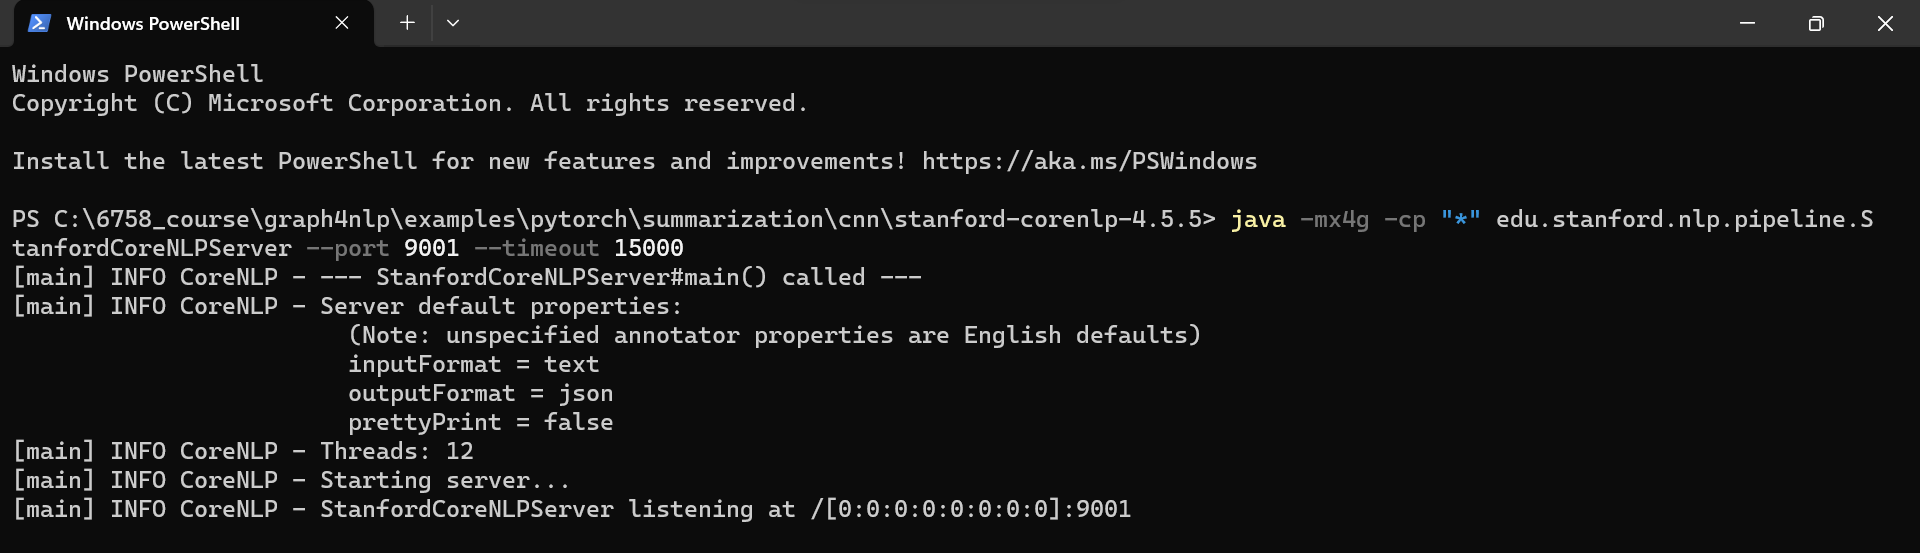 Windows PowerShell
Windows PowerShell
Copyright (C) Microsoft Corporation. All rights reserved.
Install the latest PowerShell for new features and improvements! https://aka.ms/PSWindows
PS C:\6758_course\graph4nlp\examples\pytorch\summarization\cnn\stanford-corenlp-4.5.5> java -mx4g -cp "*" edu.stanford.nlp.pipeline.S
tanfordCoreNLPServer --port 9001 --timeout 15000
[main] INFO CoreNLP - --- StanfordCoreNLPServer#main() called ---
[main] INFO CoreNLP - Server default properties:
(Note: unspecified annotator properties are English defaults)
inputFormat = text
outputFormat = json
prettyPrint = false
[main] INFO CoreNLP - Threads: 12
[main] INFO CoreNLP - Starting server...
[main] INFO CoreNLP - StanfordCoreNLPServer listening at /[0:0:0:0:0:0:0:0]:9001